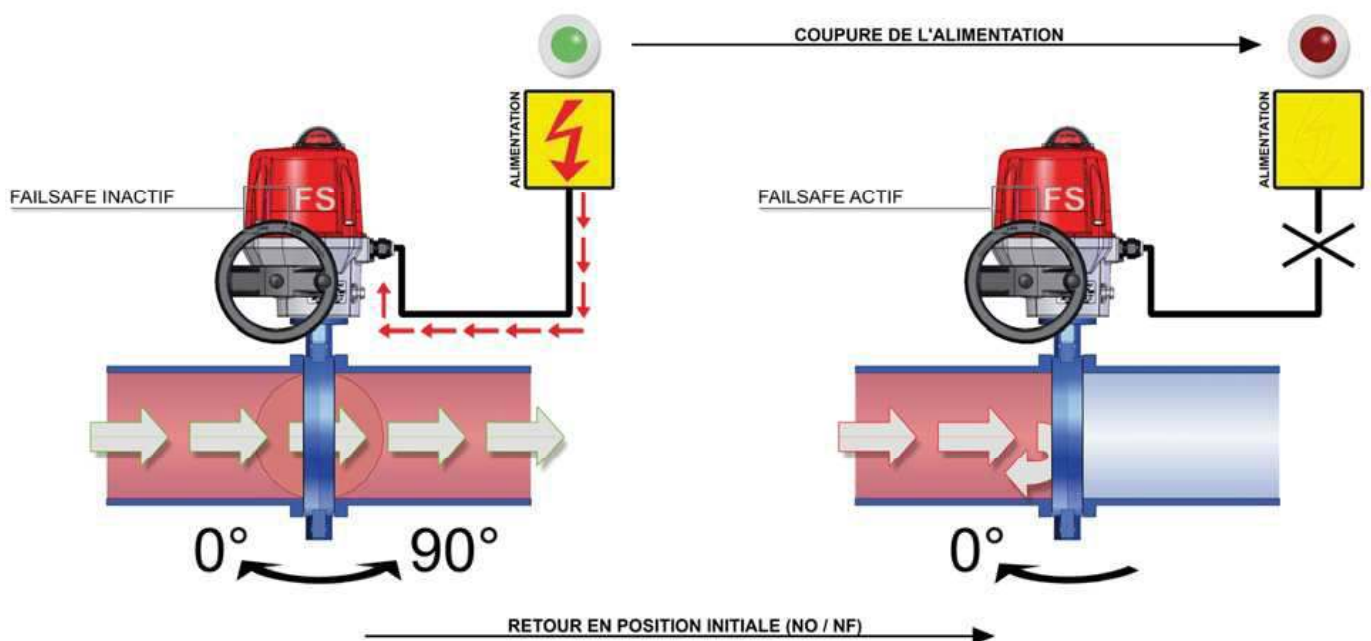 COUPURE DE L'ALIMENTATION
ALIMENTATION
ALIMENTATION
FAILSAFE INACTIF
FS
FAILSAFE ACTIF
FS
0°
90°
0°
RETOUR EN POSITION INITIALE (NO / NF)